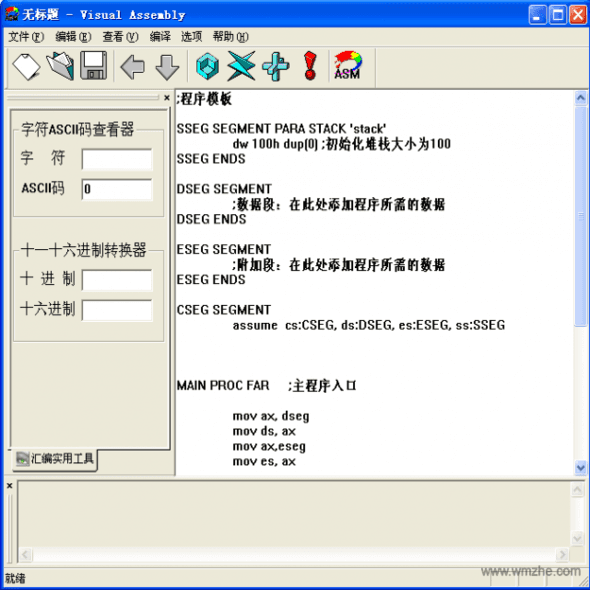 无标题 - Visual Assembly
文件(F) 编辑(E) 查看(V) 编译 选项 帮助(H)
ASM
字符ASCII码查看器
字 符
ASCII码 0
十一十六进制转换器
十 进 制
十六进制
汇编实用工具
;程序模板
SSEG SEGMENT PARA STACK 'stack'
dw 100h dup(0) ;初始化堆栈大小为100
SSEG ENDS
DSEG SEGMENT
;数据段：在此处添加程序所需的数据
DSEG ENDS
ESEG SEGMENT
;附加段：在此处添加程序所需的数据
ESEG ENDS
CSEG SEGMENT
assume cs:CSEG, ds:DSEG, es:ESEG, ss:SSEG
MAIN PROC FAR ;主程序入口
mov ax, dseg
mov ds, ax
mov ax,eseg
mov es, ax
就绪
www.wmzhe.com